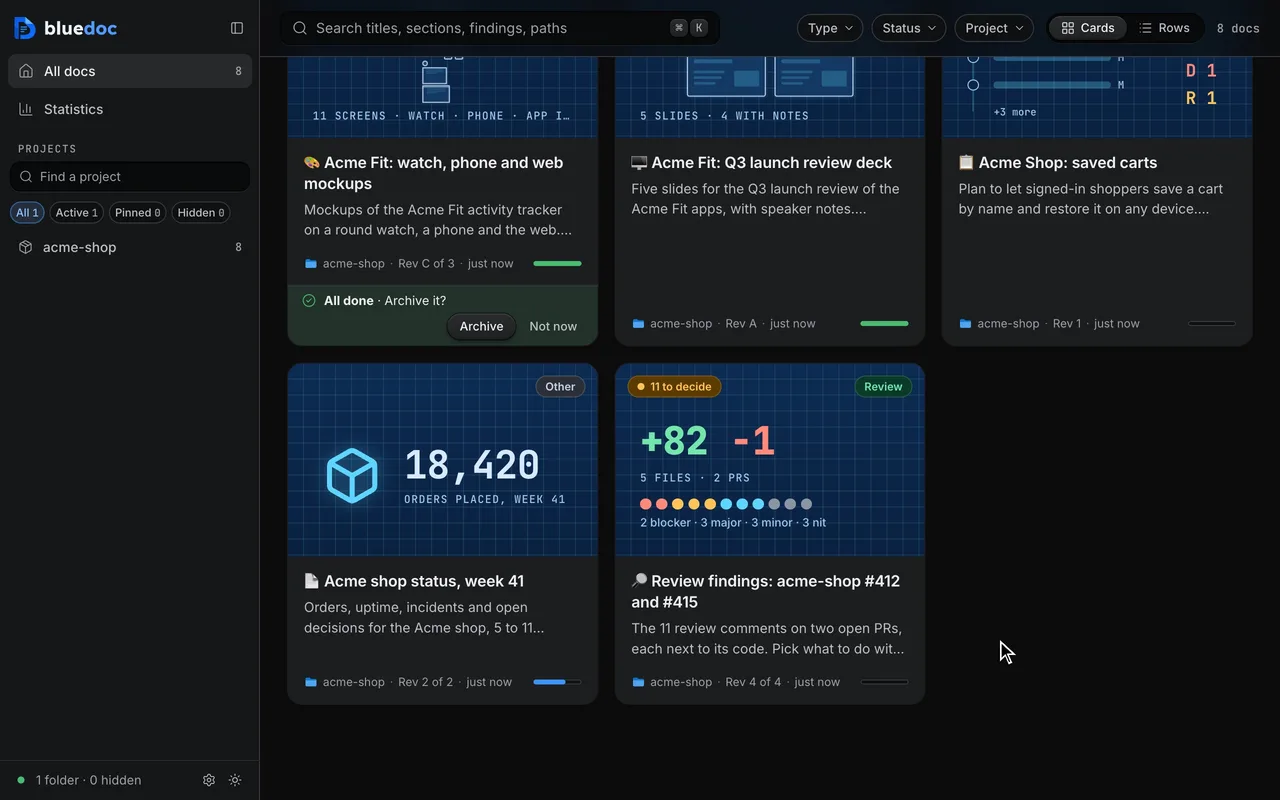 bluedoc
Search titles, sections, findings, paths
⌘ K
Type
Status
Project
Cards
Rows
8 docs
All docs
8
Statistics
PROJECTS
Find a project
All 1
Active 1
Pinned 0
Hidden 0
acme-shop
8
11 SCREENS · WATCH · PHONE · APP I…
Acme Fit: watch, phone and web
mockups
Mockups of the Acme Fit activity tracker
on a round watch, a phone and the web....
acme-shop · Rev C of 3 · just now
All done · Archive it?
Archive
Not now
5 SLIDES · 4 WITH NOTES
Acme Fit: Q3 launch review deck
Five slides for the Q3 launch review of the
Acme Fit apps, with speaker notes....
acme-shop · Rev A · just now
M
+3 more
D 1
R 1
Acme Shop: saved carts
Plan to let signed-in shoppers save a cart
by name and restore it on any device....
acme-shop · Rev 1 · just now
Other
18,420
ORDERS PLACED, WEEK 41
Acme shop status, week 41
Orders, uptime, incidents and open
decisions for the Acme shop, 5 to 11...
acme-shop · Rev 2 of 2 · just now
11 to decide
Review
+82 -1
5 FILES · 2 PRS
2 blocker · 3 major · 3 minor · 3 nit
Review findings: acme-shop #412
and #415
The 11 review comments on two open PRs,
each next to its code. Pick what to do wit...
acme-shop · Rev 4 of 4 · just now
1 folder · 0 hidden